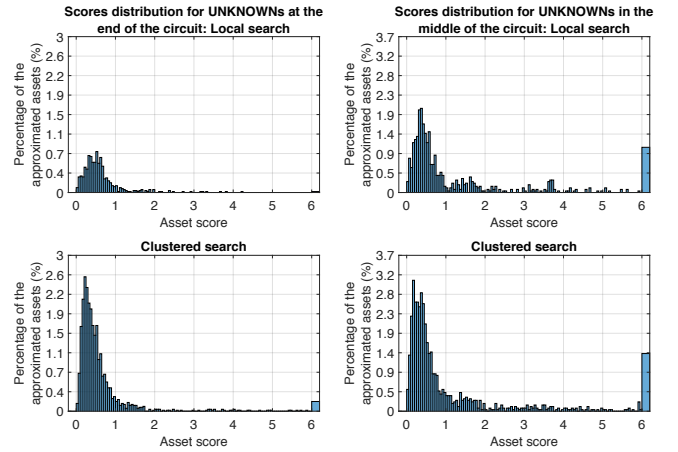 Scores distribution for UNKNOWNs at the
end of the circuit: Local search
3
2.6
2.2
1.9
1.5
1.1
0.7
0.4
0
Percentage of the
approximated assets (%)
0 1 2 3 4 5 6
Asset score
Scores distribution for UNKNOWNs in the
middle of the circuit: Local search
3.7
3.2
2.8
2.3
1.9
1.4
0.9
0.5
0
Percentage of the
approximated assets (%)
0 1 2 3 4 5 6
Asset score
Clustered search
3
2.6
2.2
1.9
1.5
1.1
0.7
0.4
0
Percentage of the
approximated assets (%)
0 1 2 3 4 5 6
Asset score
Clustered search
3.7
3.2
2.8
2.3
1.9
1.4
0.9
0.5
0
Percentage of the
approximated assets (%)
0 1 2 3 4 5 6
Asset score